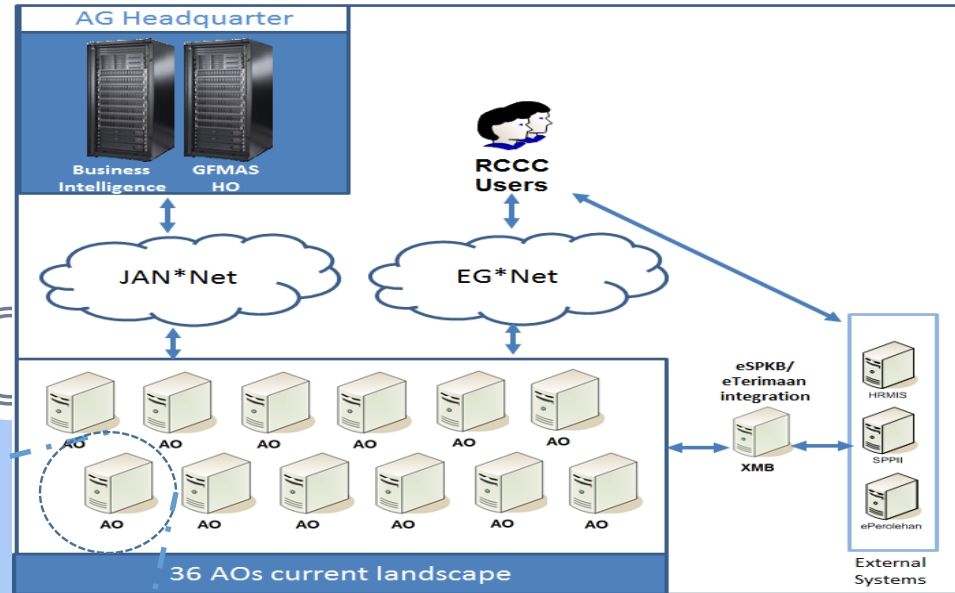 AG Headquarter
Business
Intelligence
GFMAS
HO
RCCC
Users
JAN*Net
EG*Net
AO
AO
AO
AO
AO
AO
AO
AO
AO
AO
AO
AO
36 AOs current landscape
eSPKB/
eTerimaan
integration
XMB
HRMIS
SPPII
ePerolehan
External
Systems